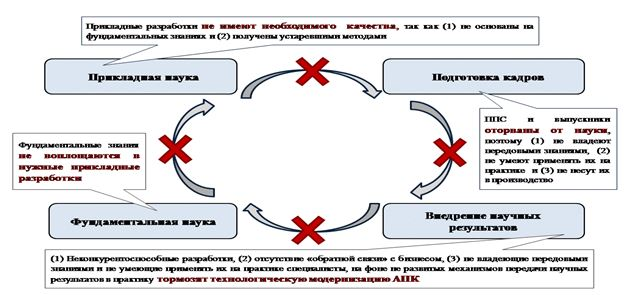 Прикладные разработки не имеют необходимого качества, так как (1) не основаны на
фундаментальных знаниях и (2) получены устаревшими методами
Прикладная наука
Подготовка кадров
ППС и выпускники
оторваны от науки,
поэтому (1) не владеют
передовыми знаниями, (2)
не умеют применять их на
практике и (3) не несут их
в производство
Фундаментальные знания
не воплощаются в
нужные прикладные
разработки
Фундаментальная наука
Внедрение научных
результатов
(1) Неконкурентоспособные разработки, (2) отсутствие «обратной связи» с бизнесом, (3) не владеющие передовыми
знаниями и не умеющие применять их на практике специалисты, на фоне не развитых механизмов передачи научных
результатов в практику тормозят технологическую модернизацию АПК